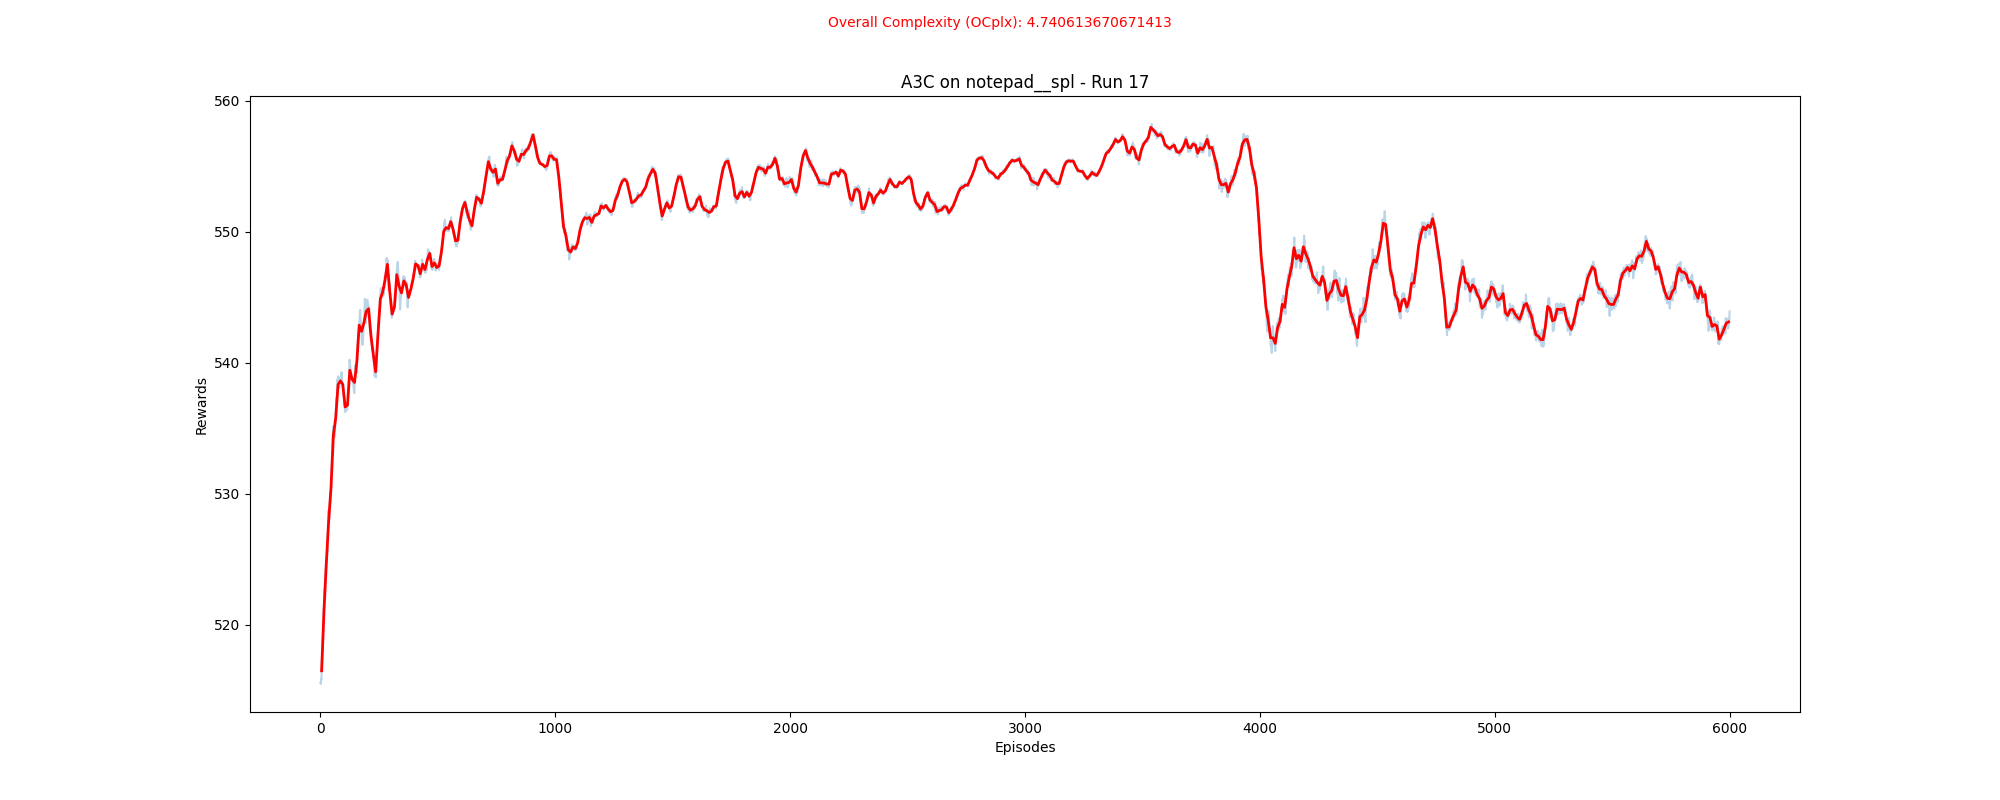 Overall Complexity (OCplx): 4.740613670671413
A3C on notepad__spl - Run 17
560
550
540
530
520
Rewards
0 1000 2000 3000 4000 5000 6000
Episodes